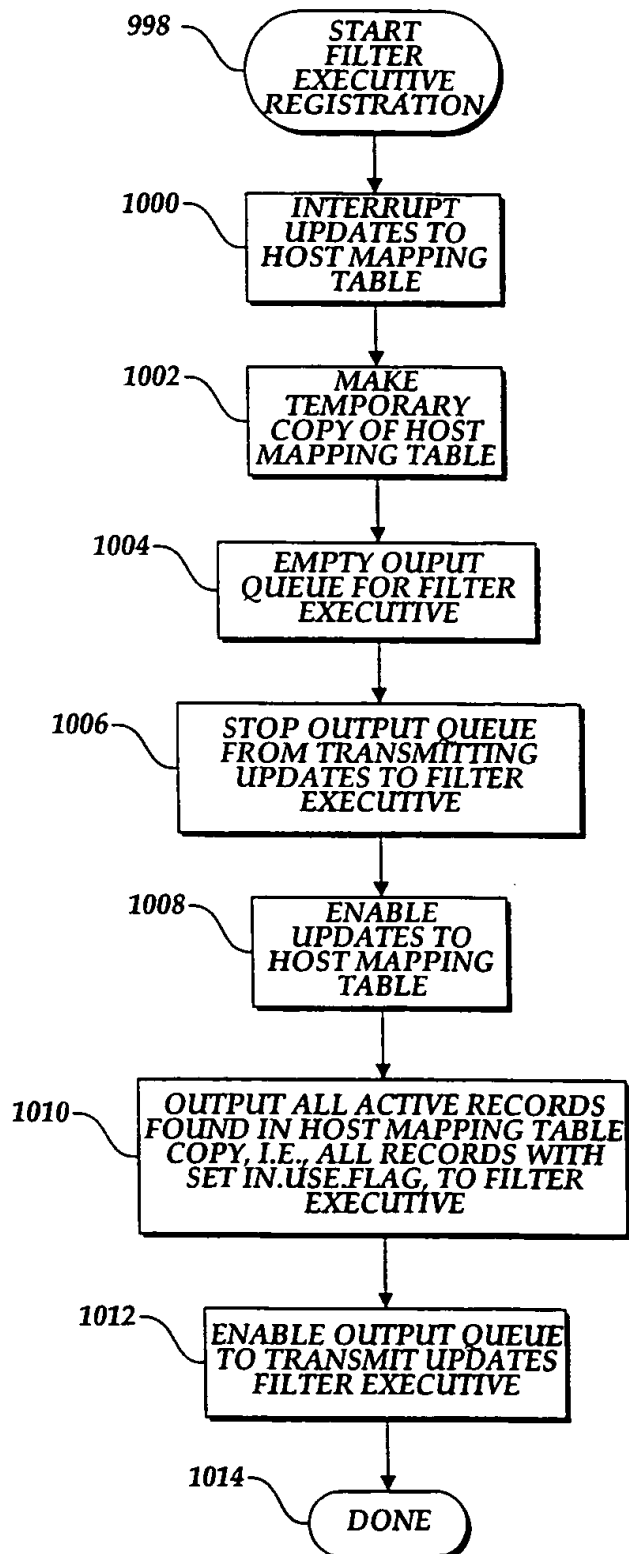 998
START
FILTER
EXECUTIVE
REGISTRATION
1000
INTERRUPT
UPDATES TO
HOST MAPPING
TABLE
1002
MAKE
TEMPORARY
COPY OF HOST
MAPPING TABLE
1004
EMPTY OUPUT
QUEUE FOR FILTER
EXECUTIVE
1006
STOP OUTPUT QUEUE
FROM TRANSMITTING
UPDATES TO FILTER
EXECUTIVE
1008
ENABLE
UPDATES TO
HOST MAPPING
TABLE
1010
OUTPUT ALL ACTIVE RECORDS
FOUND IN HOST MAPPING TABLE
COPY, I.E., ALL RECORDS WITH
SET IN.USE.FLAG, TO FILTER
EXECUTIVE
1012
ENABLE OUTPUT QUEUE
TO TRANSMIT UPDATES
FILTER EXECUTIVE
1014
DONE